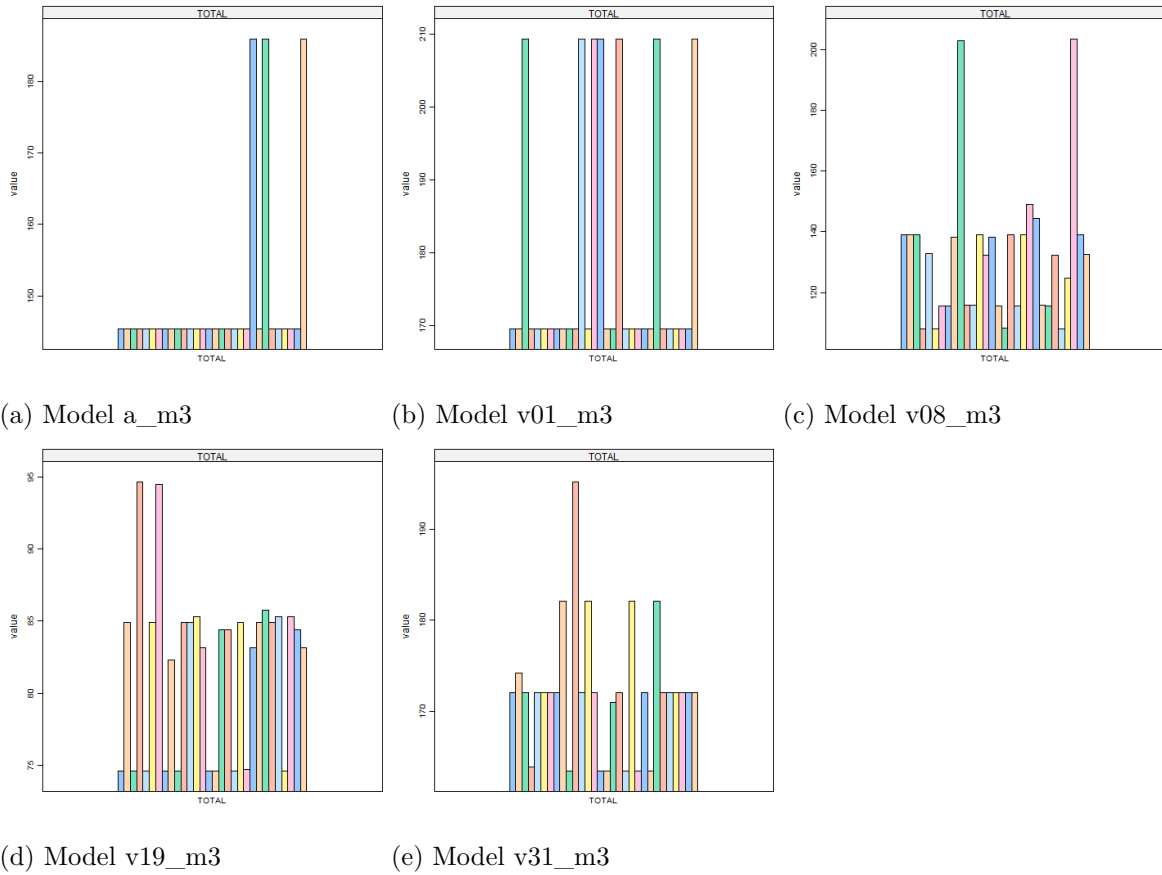 TOTAL
value
150
160
170
180
TOTAL
(a) Model a_m3
TOTAL
value
170
180
190
200
210
TOTAL
(b) Model v01_m3
TOTAL
value
120
140
160
180
200
TOTAL
(c) Model v08_m3
TOTAL
value
75
80
85
90
95
TOTAL
(d) Model v19_m3
TOTAL
value
170
180
190
TOTAL
(e) Model v31_m3